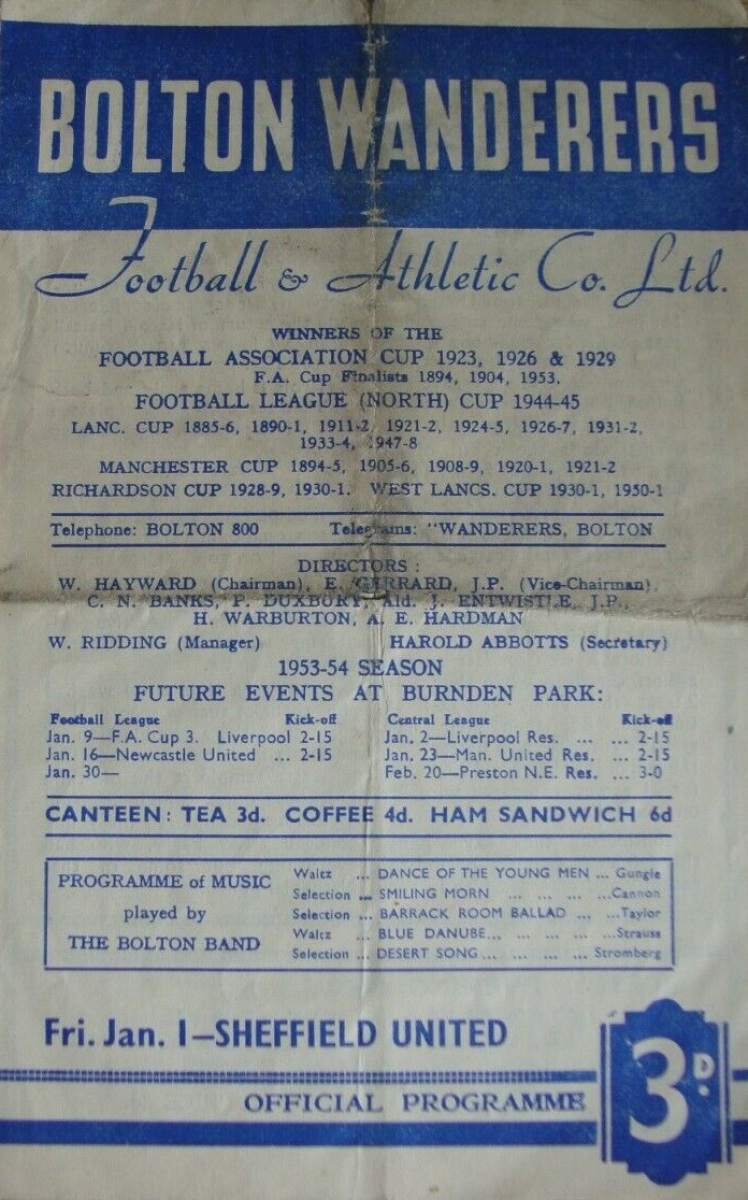 BOLTON WANDERERS
Football & Athletic Co. Ltd.
WINNERS OF THE
FOOTBALL ASSOCIATION CUP 1923, 1926 & 1929
F.A. Cup Finalists 1894, 1904, 1953.
FOOTBALL LEAGUE (NORTH) CUP 1944-45
LANC. CUP 1885-6, 1890-1, 1911-2, 1921-2, 1924-5, 1926-7, 1931-2,
1933-4, 1947-8
MANCHESTER CUP 1894-5, 1905-6, 1908-9, 1920-1, 1921-2
RICHARDSON CUP 1928-9, 1930-1. WEST LANCS. CUP 1930-1, 1950-1
Telephone: BOLTON 800 Telegrams: "WANDERERS, BOLTON
DIRECTORS :
W. HAYWARD (Chairman), E. GERRARD, J.P. (Vice-Chairman)
C. N. BANKS, P. DUXBURY, Ald. J. ENTWISTLE, J.P.,
H. WARBURTON, A. E. HARDMAN
W. RIDDING (Manager) HAROLD ABBOTTS (Secretary)
1953-54 SEASON
FUTURE EVENTS AT BURNDEN PARK:
Football League Kick-off Central League Kick-off
Jan. 9—F.A. Cup 3. Liverpool 2-15 Jan. 2—Liverpool Res. ... ... 2-15
Jan. 16—Newcastle United ... 2-15 Jan. 23—Man. United Res. ... 2-15
Jan. 30— Feb. 20—Preston N.E. Res. ... 3-0
CANTEEN: TEA 3d. COFFEE 4d. HAM SANDWICH 6d
PROGRAMME of MUSIC
played by
THE BOLTON BAND
Waltz ... DANCE OF THE YOUNG MEN ... Gungle
Selection ... SMILING MORN ... ... ... ...Cannon
Selection ... BARRACK ROOM BALLAD ... ...Taylor
Waltz ... BLUE DANUBE... ... ... ... ...Strauss
Selection ... DESERT SONG ... ... ... ... Stromberg
Fri. Jan. 1—SHEFFIELD UNITED
OFFICIAL PROGRAMME
3D.